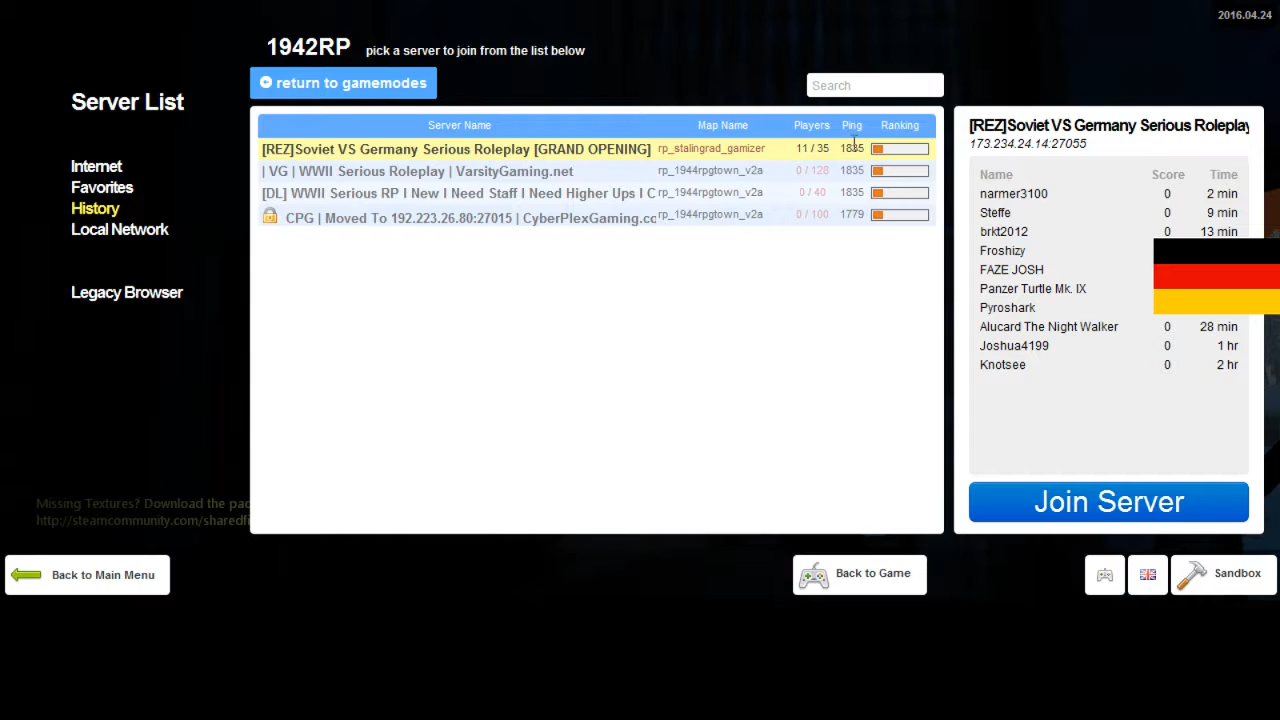 2016.04.24
1942RP pick a server to join from the list below
return to gamemodes
Search
Server List
Internet
Favorites
History
Local Network
Legacy Browser
Server Name Map Name Players Ping Ranking
[REZ]Soviet VS Germany Serious Roleplay [GRAND OPENING] rp_stalingrad_gamizer 11 / 35 1835
| VG | WWII Serious Roleplay | VarsityGaming.net rp_1944rpgtown_v2a 0 / 128 1835
[DL] WWII Serious RP I New I Need Staff I Need Higher Ups I C rp_1944rpgtown_v2a 0 / 40 1835
CPG | Moved To 192.223.26.80:27015 | CyberPlexGaming.co rp_1944rpgtown_v2a 0 / 100 1779
[REZ]Soviet VS Germany Serious Roleplay
173.234.24.14:27055
Name Score Time
narmer3100 0 2 min
Steffe 0 9 min
brkt2012 0 13 min
Froshizy
FAZE JOSH
Panzer Turtle Mk. IX
Pyroshark
Alucard The Night Walker 0 28 min
Joshua4199 0 1 hr
Knotsee 0 2 hr
Join Server
Missing Textures? Download the pac
http://steamcommunity.com/sharedfi
Back to Main Menu
Back to Game
Sandbox